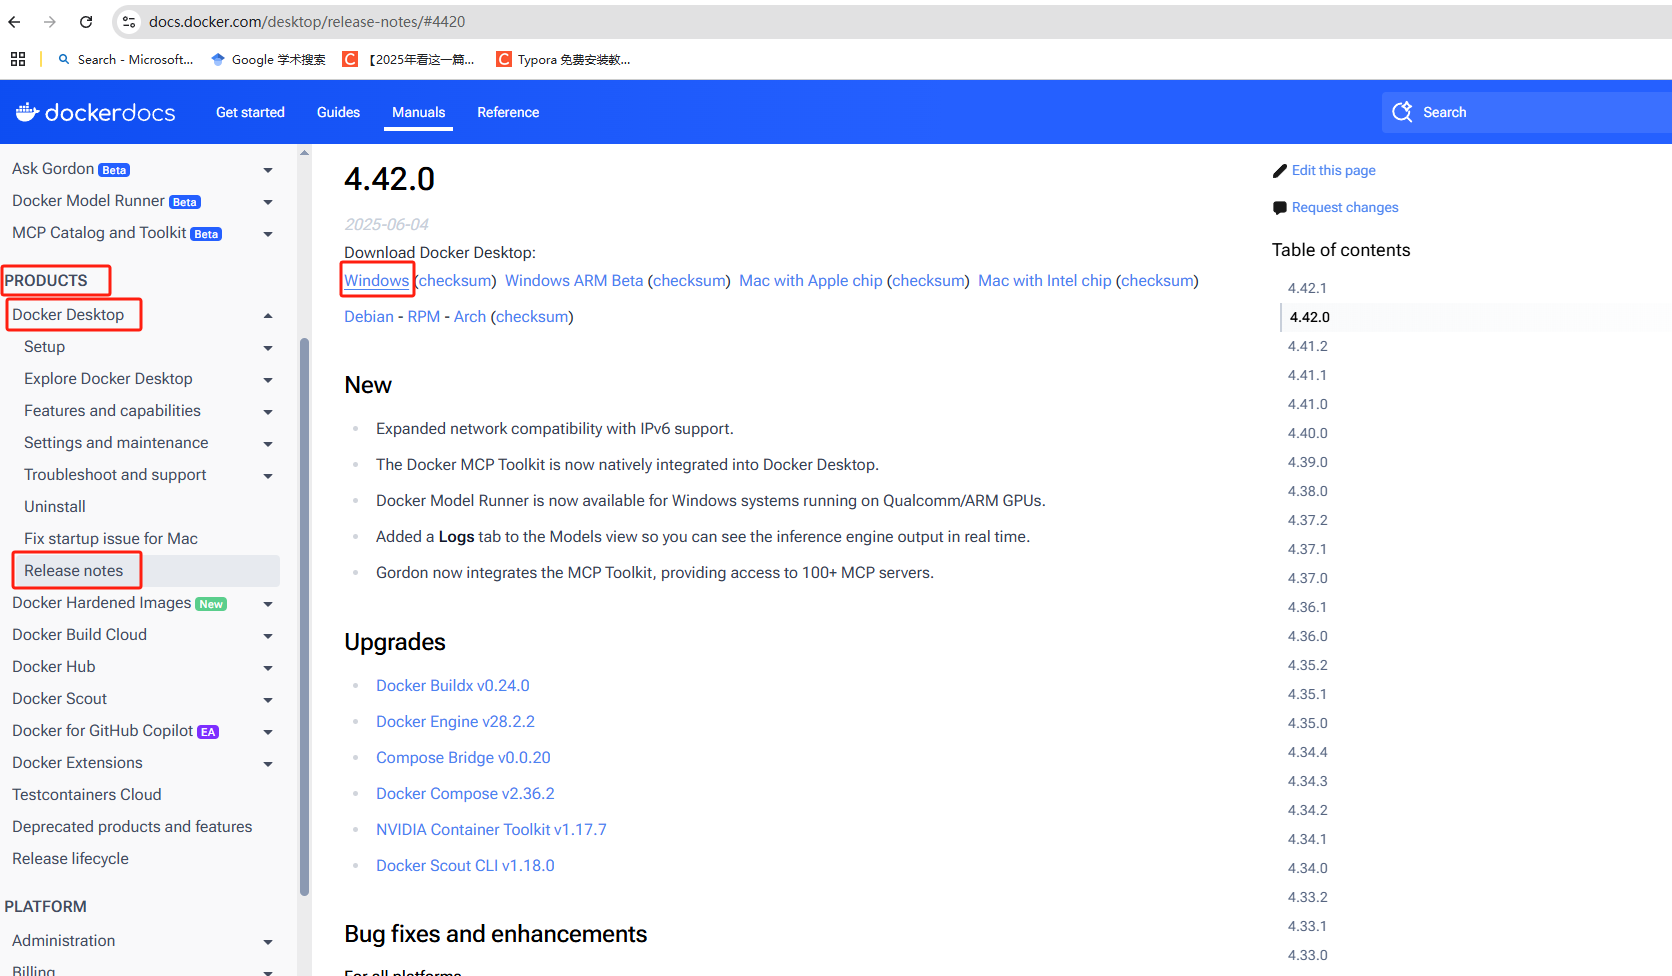 docs.docker.com/desktop/release-notes/#4420
Search - Microsoft...
Google 学术搜索
【2025年看这一篇...
Typora 免费安装教...
dockerdocs
Get started
Guides
Manuals
Reference
Search
Ask Gordon Beta
Docker Model Runner Beta
MCP Catalog and Toolkit Beta
PRODUCTS
Docker Desktop
Setup
Explore Docker Desktop
Features and capabilities
Settings and maintenance
Troubleshoot and support
Uninstall
Fix startup issue for Mac
Release notes
Docker Hardened Images New
Docker Build Cloud
Docker Hub
Docker Scout
Docker for GitHub Copilot EA
Docker Extensions
Testcontainers Cloud
Deprecated products and features
Release lifecycle
PLATFORM
Administration
Billing
4.42.0
2025-06-04
Download Docker Desktop:
Windows (checksum) Windows ARM Beta (checksum) Mac with Apple chip (checksum) Mac with Intel chip (checksum)
Debian - RPM - Arch (checksum)
New
Expanded network compatibility with IPv6 support.
The Docker MCP Toolkit is now natively integrated into Docker Desktop.
Docker Model Runner is now available for Windows systems running on Qualcomm/ARM GPUs.
Added a Logs tab to the Models view so you can see the inference engine output in real time.
Gordon now integrates the MCP Toolkit, providing access to 100+ MCP servers.
Upgrades
Docker Buildx v0.24.0
Docker Engine v28.2.2
Compose Bridge v0.0.20
Docker Compose v2.36.2
NVIDIA Container Toolkit v1.17.7
Docker Scout CLI v1.18.0
Bug fixes and enhancements
For all platforms
Edit this page
Request changes
Table of contents
4.42.1
4.42.0
4.41.2
4.41.1
4.41.0
4.40.0
4.39.0
4.38.0
4.37.2
4.37.1
4.37.0
4.36.1
4.36.0
4.35.2
4.35.1
4.35.0
4.34.4
4.34.3
4.34.2
4.34.1
4.34.0
4.33.2
4.33.1
4.33.0